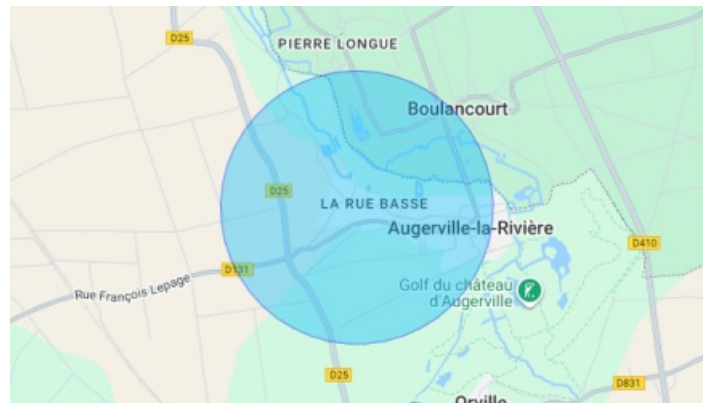 D25
PIERRE LONGUE
Boulancourt
D25
LA RUE BASSE
Augerville-la-Rivière
D410
D131
Rue François Lepage
Golf du château
d'Augerville
D25
D831
Orville